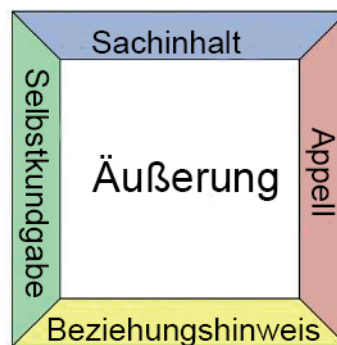 Sachinhalt
Selbstkundgabe
Äußerung
Appell
Beziehungshinweis